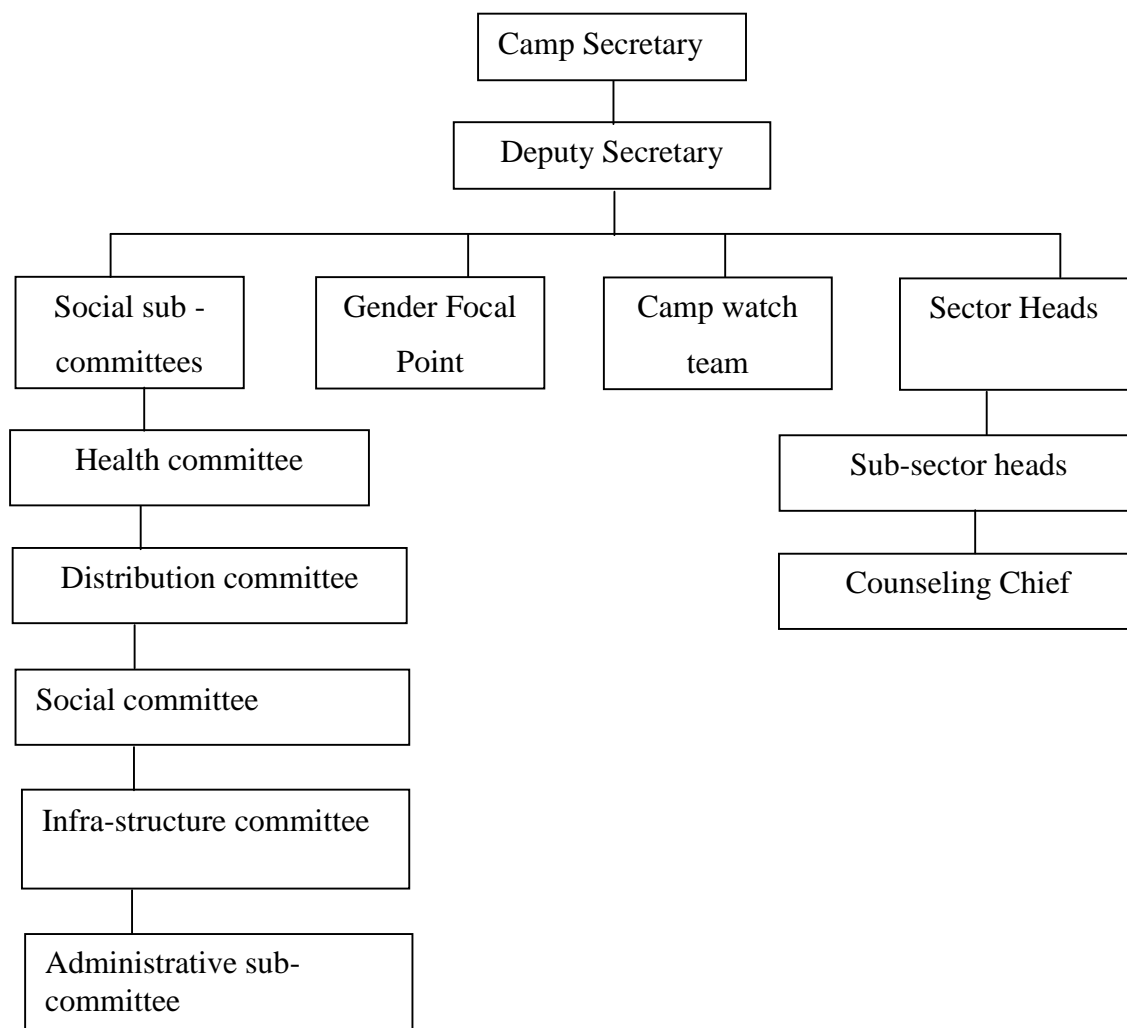 Camp Secretary
Deputy Secretary
Social sub -
committees
Gender Focal
Point
Camp watch
team
Sector Heads
Health committee
Sub-sector heads
Distribution committee
Counseling Chief
Social committee
Infra-structure committee
Administrative sub-
committee